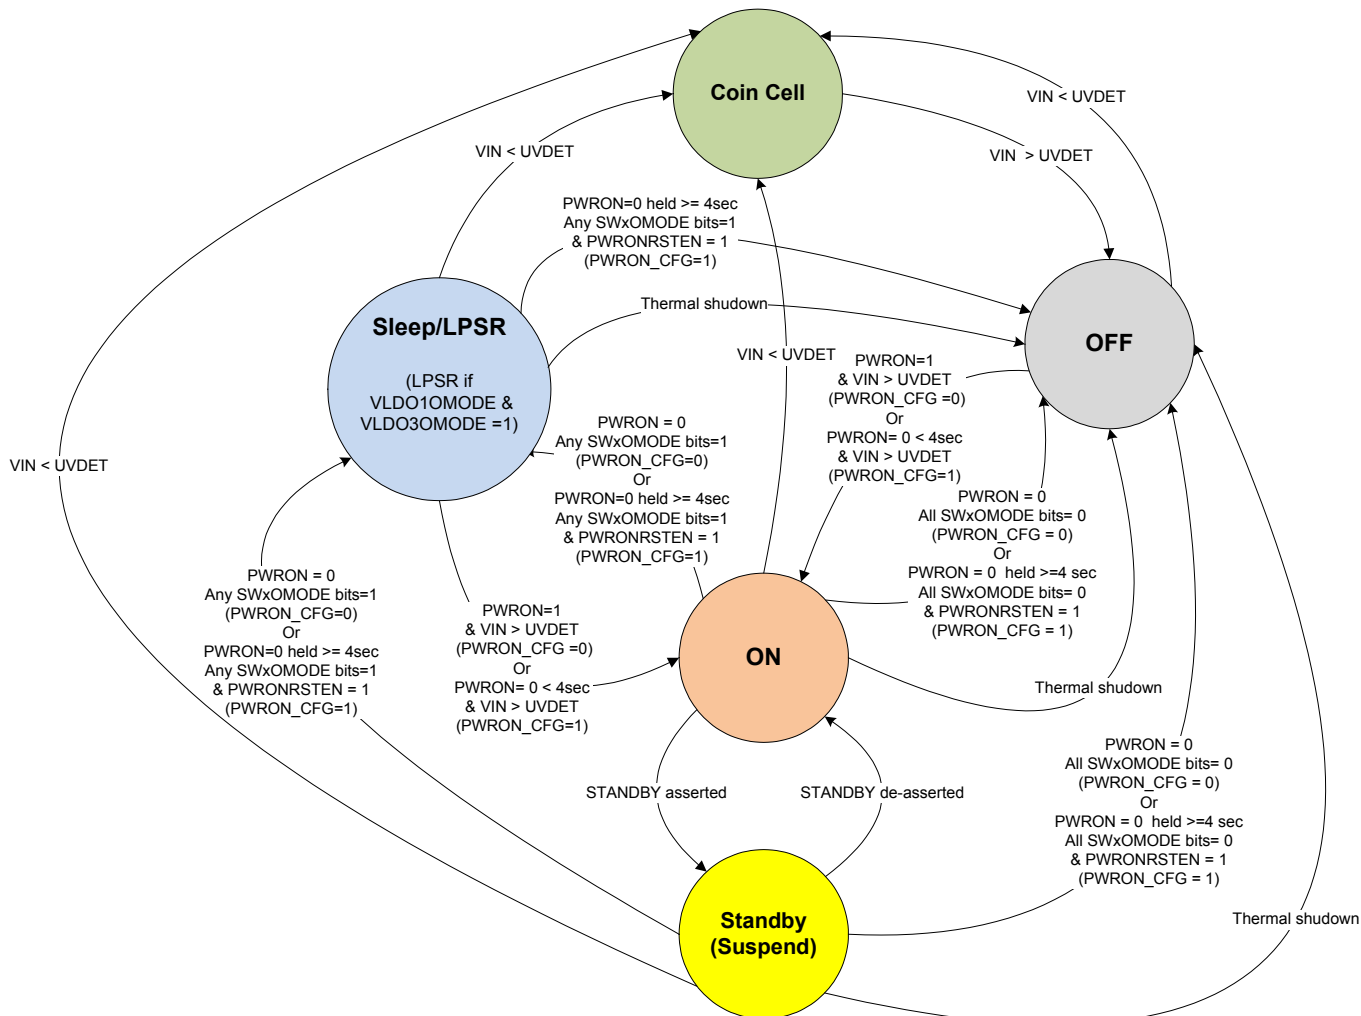 Coin Cell
VIN < UVDET
VIN < UVDET
VIN  > UVDET
PWRON=0 held >= 4sec
Any SWxOMODE bits=1
& PWRONRSTEN = 1
(PWRON_CFG=1)
Thermal shudown
Sleep/LPSR
(LPSR if
VLDO1OMODE &
VLDO3OMODE =1)
OFF
VIN < UVDET
PWRON=1
& VIN > UVDET
(PWRON_CFG =0)
Or
PWRON= 0 < 4sec
& VIN > UVDET
(PWRON_CFG=1)
PWRON = 0
Any SWxOMODE bits=1
(PWRON_CFG=0)
Or
PWRON=0 held >= 4sec
Any SWxOMODE bits=1
& PWRONRSTEN = 1
(PWRON_CFG=1)
VIN < UVDET
PWRON = 0
All SWxOMODE bits= 0
(PWRON_CFG = 0)
Or
PWRON = 0  held >=4 sec
All SWxOMODE bits= 0
& PWRONRSTEN = 1
(PWRON_CFG = 1)
PWRON = 0
Any SWxOMODE bits=1
(PWRON_CFG=0)
Or
PWRON=0 held >= 4sec
Any SWxOMODE bits=1
& PWRONRSTEN = 1
(PWRON_CFG=1)
PWRON=1
& VIN > UVDET
(PWRON_CFG =0)
Or
PWRON= 0 < 4sec
& VIN > UVDET
(PWRON_CFG=1)
ON
Thermal shudown
STANDBY asserted
STANDBY de-asserted
PWRON = 0
All SWxOMODE bits= 0
(PWRON_CFG = 0)
Or
PWRON = 0  held >=4 sec
All SWxOMODE bits= 0
& PWRONRSTEN = 1
(PWRON_CFG = 1)
Standby
(Suspend)
Thermal shudown